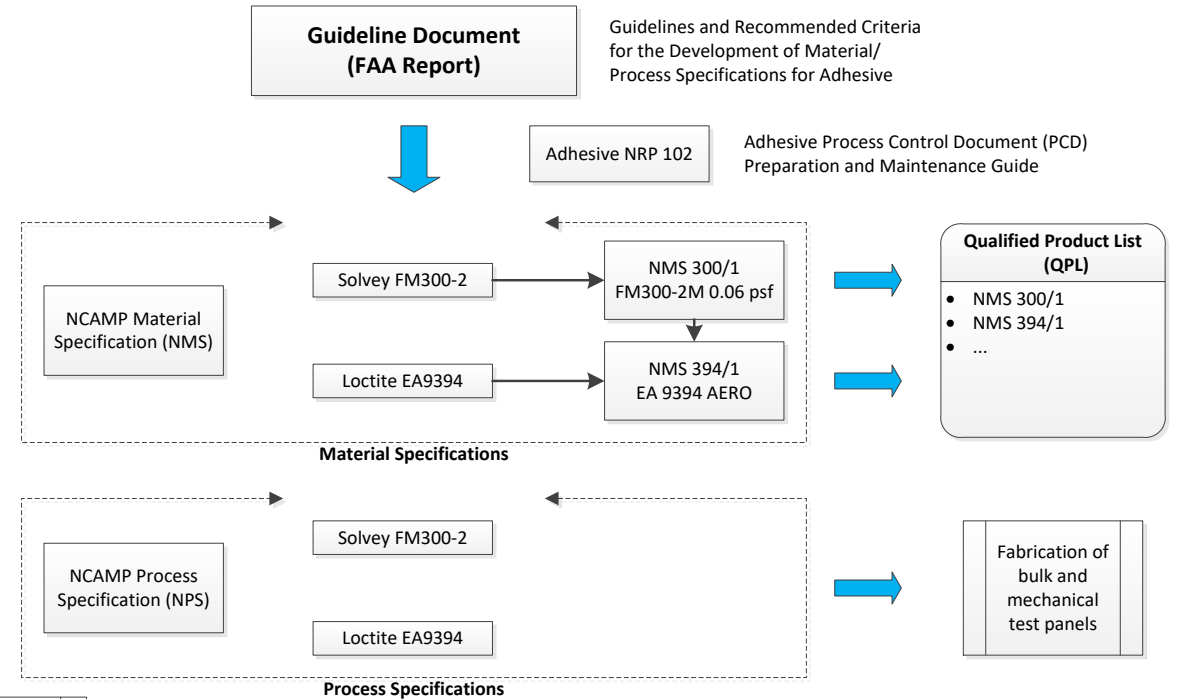 Guideline Document
(FAA Report)
Guidelines and Recommended Criteria
for the Development of Material/
Process Specifications for Adhesive
Adhesive NRP 102
Adhesive Process Control Document (PCD)
Preparation and Maintenance Guide
NCAMP Material
Specification (NMS)
Solvey FM300-2
NMS 300/1
FM300-2M 0.06 psf
Loctite EA9394
NMS 394/1
EA 9394 AERO
Qualified Product List
(QPL)
• NMS 300/1
• NMS 394/1
• ...
Material Specifications
NCAMP Process
Specification (NPS)
Solvey FM300-2
Loctite EA9394
Fabrication of
bulk and
mechanical
test panels
Process Specifications